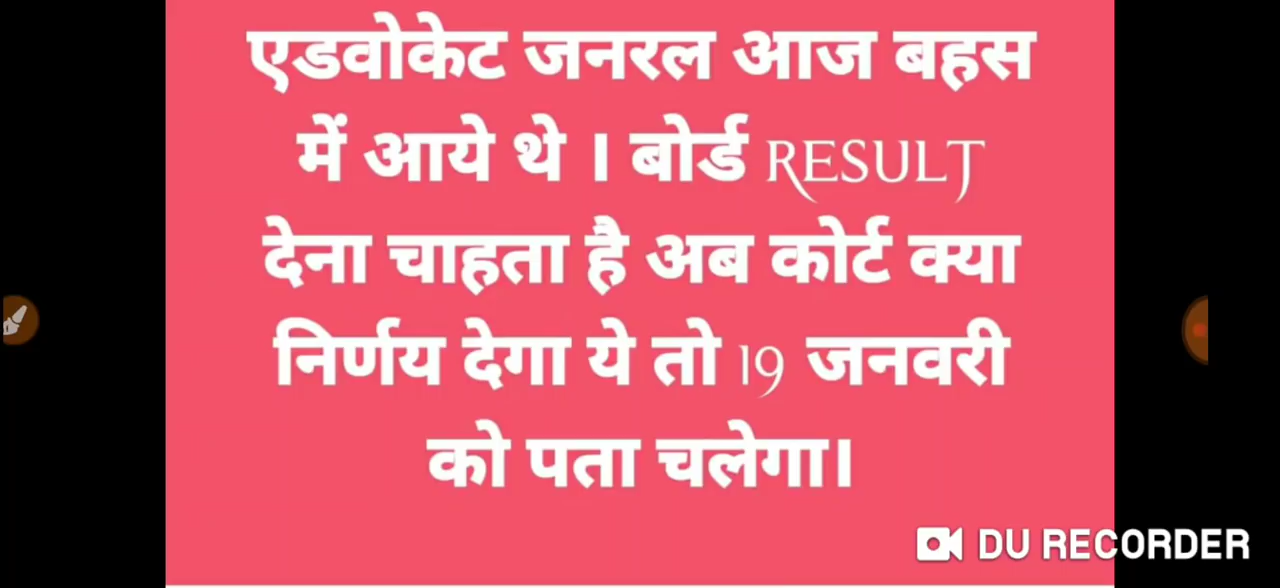 एडवोकेट जनरल आज बहस
में आये थे । बोर्ड RESULT
देना चाहता है अब कोर्ट क्या
निर्णय देगा ये तो 19 जनवरी
को पता चलेगा।
DU RECORDER